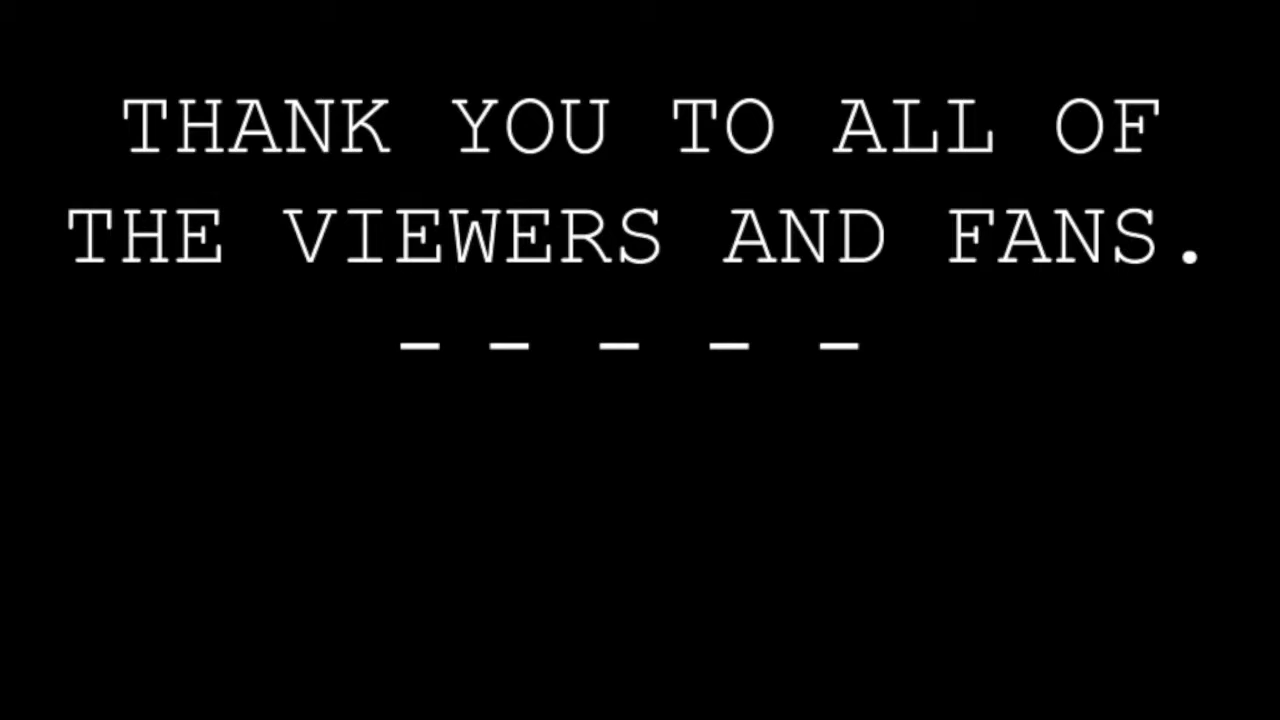 THANK YOU TO ALL OF
THE VIEWERS AND FANS.
- - - - -